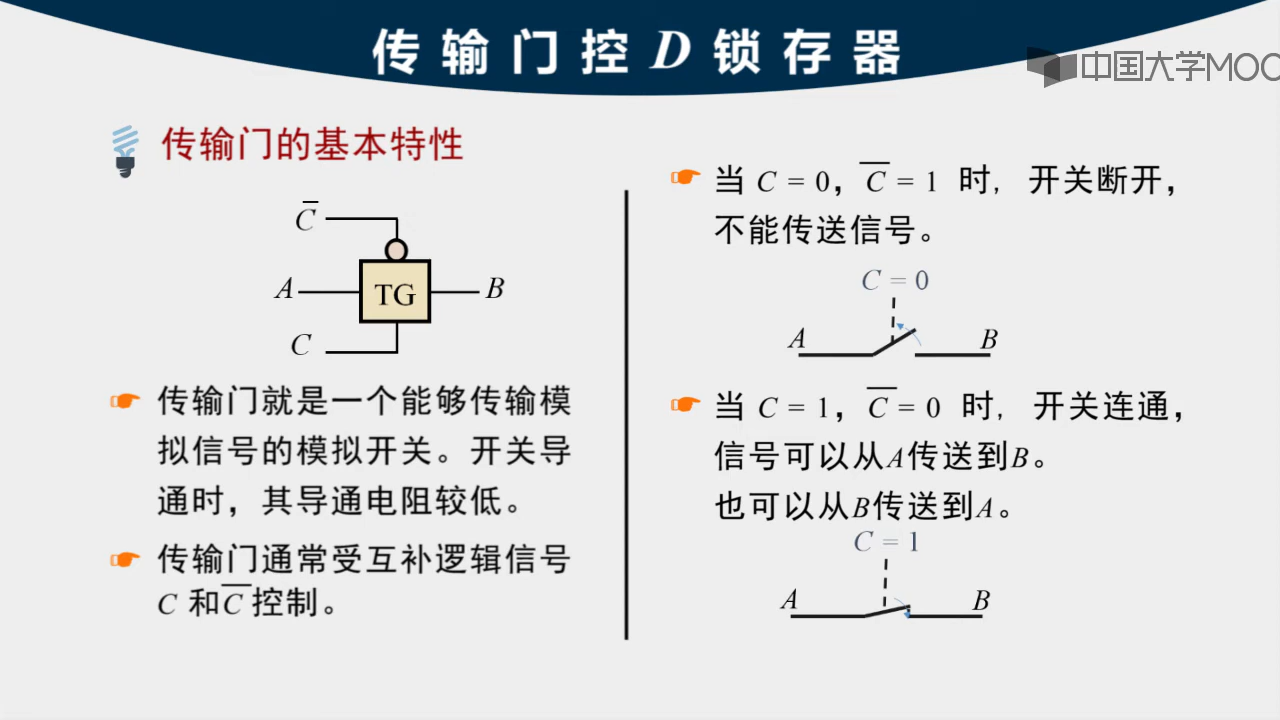 传输门控D锁存器
中国大学MOO
传输门的基本特性
C̅
A
TG
B
C
传输门就是一个能够传输模
拟信号的模拟开关。开关导
通时，其导通电阻较低。
传输门通常受互补逻辑信号
C 和C̅控制。
当 C = 0，C̅ = 1 时，开关断开，
不能传送信号。
C = 0
A
B
当 C = 1，C̅ = 0 时，开关连通，
信号可以从A传送到B。
也可以从B传送到A。
C = 1
A
B